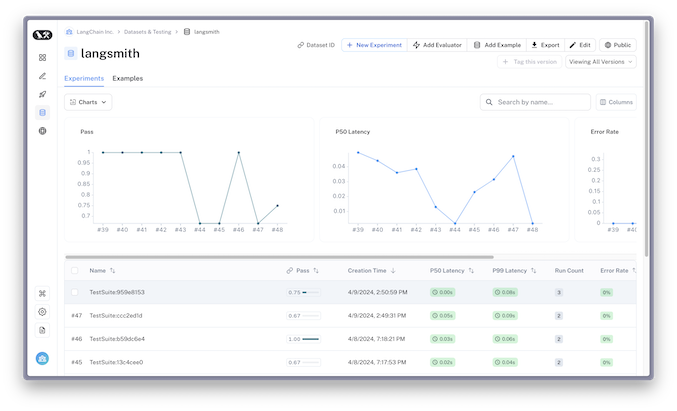 LangChain Inc. > Datasets & Testing > langsmith
langsmith
Dataset ID
+ New Experiment
Add Evaluator
Add Example
Export
Edit
Public
+ Tag this version
Viewing All Versions
Experiments
Examples
Charts
Search by name...
Columns
Pass
1
0.95
0.9
0.85
0.8
0.75
0.7
#39 #40 #41 #42 #43 #44 #45 #46 #47 #48
P50 Latency
0.04
0.03
0.02
0.01
#39 #40 #41 #42 #43 #44 #45 #46 #47 #48
Error Rate
0.3
0.25
0.2
0.15
0.1
0.05
0
#39 #40
Name Pass Creation Time P50 Latency P99 Latency Run Count Error Rate
TestSuite:959e8153 0.75 4/9/2024, 2:50:59 PM 0.00s 0.09s 3 0%
#47 TestSuite:ccc2ed1d 0.67 4/9/2024, 2:49:31 PM 0.05s 0.09s 2 0%
#46 TestSuite:b59dc6e4 1.00 4/8/2024, 7:18:21 PM 0.03s 0.06s 2 0%
#45 TestSuite:13c4cee0 0.67 4/8/2024, 7:17:53 PM 0.02s 0.04s 2 0%